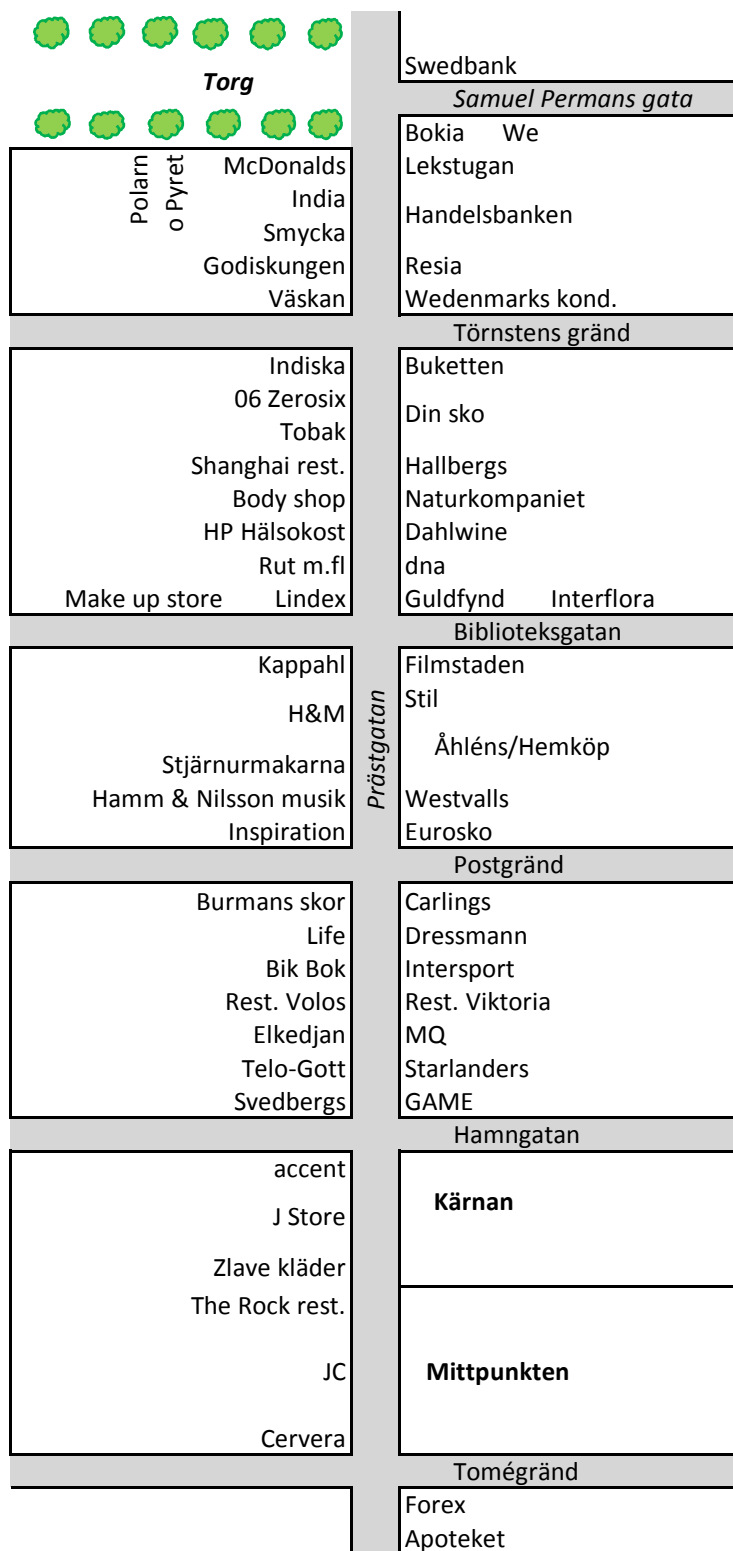 Swedbank
Torg
Samuel Permans gata
Bokia We
Polarn o Pyret
McDonalds Lekstugan
India
Handelsbanken
Smycka
Godiskungen Resia
Väskan Wedenmarks kond.
Törnstens gränd
Indiska Buketten
06 Zerosix
Din sko
Tobak
Shanghai rest. Hallbergs
Body shop Naturkompaniet
HP Hälsokost Dahlwine
Rut m.fl dna
Make up store Lindex Guldfynd Interflora
Biblioteksgatan
Kappahl Filmstaden
Stil
H&M
Prästgatan
Åhléns/Hemköp
Stjärnurmakarna
Hamm & Nilsson musik Westvalls
Inspiration Eurosko
Postgränd
Burmans skor Carlings
Life Dressmann
Bik Bok Intersport
Rest. Volos Rest. Viktoria
Elkedjan MQ
Telo-Gott Starlanders
Svedbergs GAME
Hamngatan
accent
Kärnan
J Store
Zlave kläder
The Rock rest.
JC Mittpunkten
Cervera
Tomégränd
Forex
Apoteket